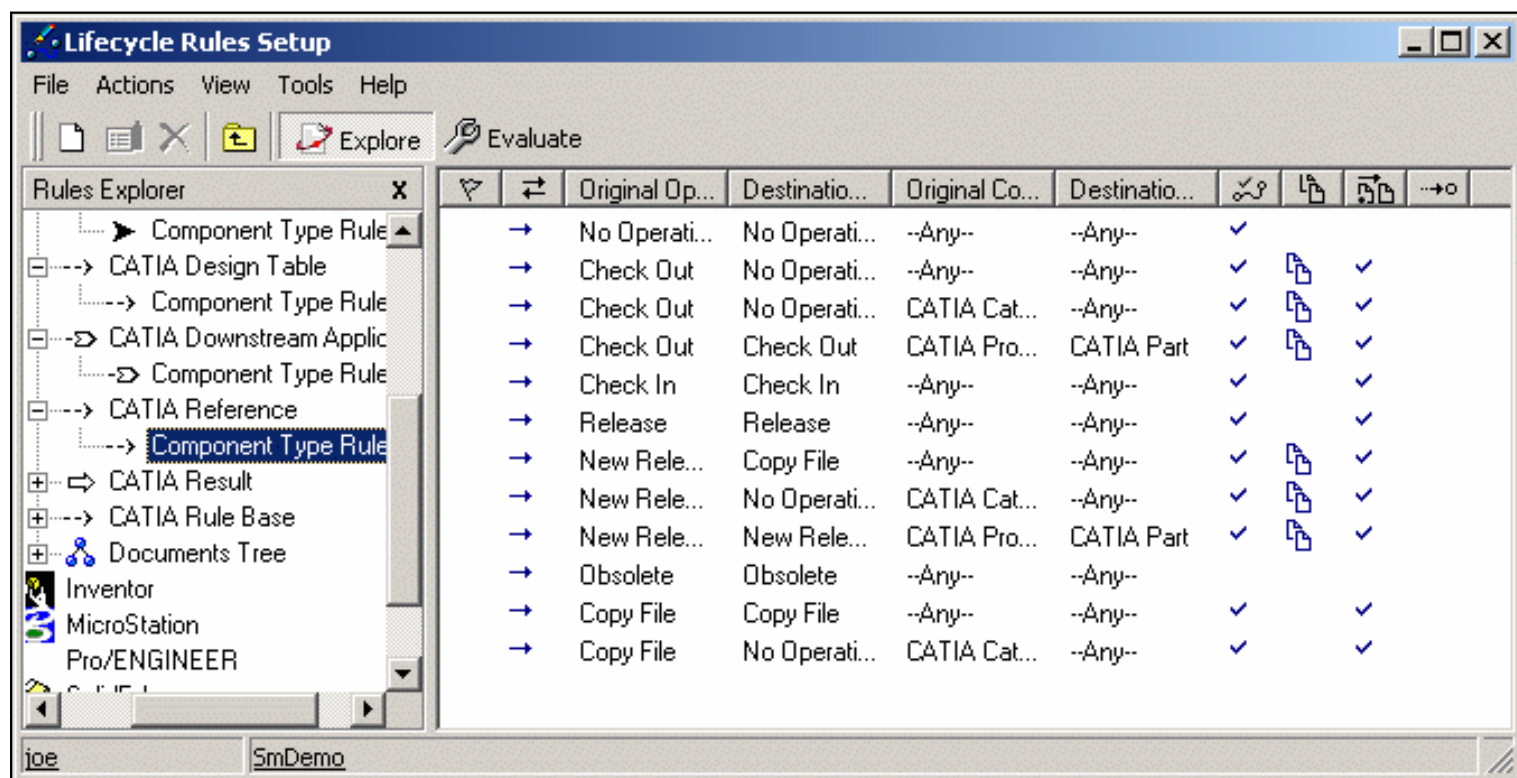 Lifecycle Rules Setup
File Actions View Tools Help
Explore Evaluate
Rules Explorer x
Component Type Rule
CATIA Design Table
Component Type Rule
CATIA Downstream Applic
Component Type Rule
CATIA Reference
Component Type Rule
CATIA Result
CATIA Rule Base
Documents Tree
Inventor
MicroStation
Pro/ENGINEER
Original Op... Destinatio... Original Co... Destinatio...
No Operati... No Operati... --Any-- --Any--
Check Out No Operati... --Any-- --Any--
Check Out No Operati... CATIA Cat... --Any--
Check Out Check Out CATIA Pro... CATIA Part
Check In Check In --Any-- --Any--
Release Release --Any-- --Any--
New Rele... Copy File --Any-- --Any--
New Rele... No Operati... CATIA Cat... --Any--
New Rele... New Rele... CATIA Pro... CATIA Part
Obsolete Obsolete --Any-- --Any--
Copy File Copy File --Any-- --Any--
Copy File No Operati... CATIA Cat... --Any--
joe SmDemo